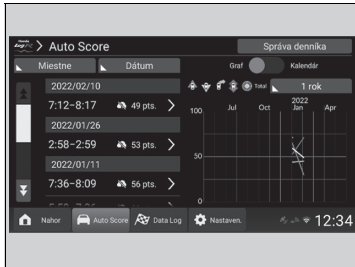 Honda
Log
Auto Score
Správa denníka
Miestne
Dátum
Graf
Kalendár
2022/02/10
Total
1 rok
7:12–8:17 49 pts.
2022/01/26
2:58–2:59 53 pts.
2022/01/11
7:36–8:09 56 pts.
100
50
0
Jul
Oct
2022
Jan
Apr
Nahor
Auto Score
Data Log
Nastaven.
12:34